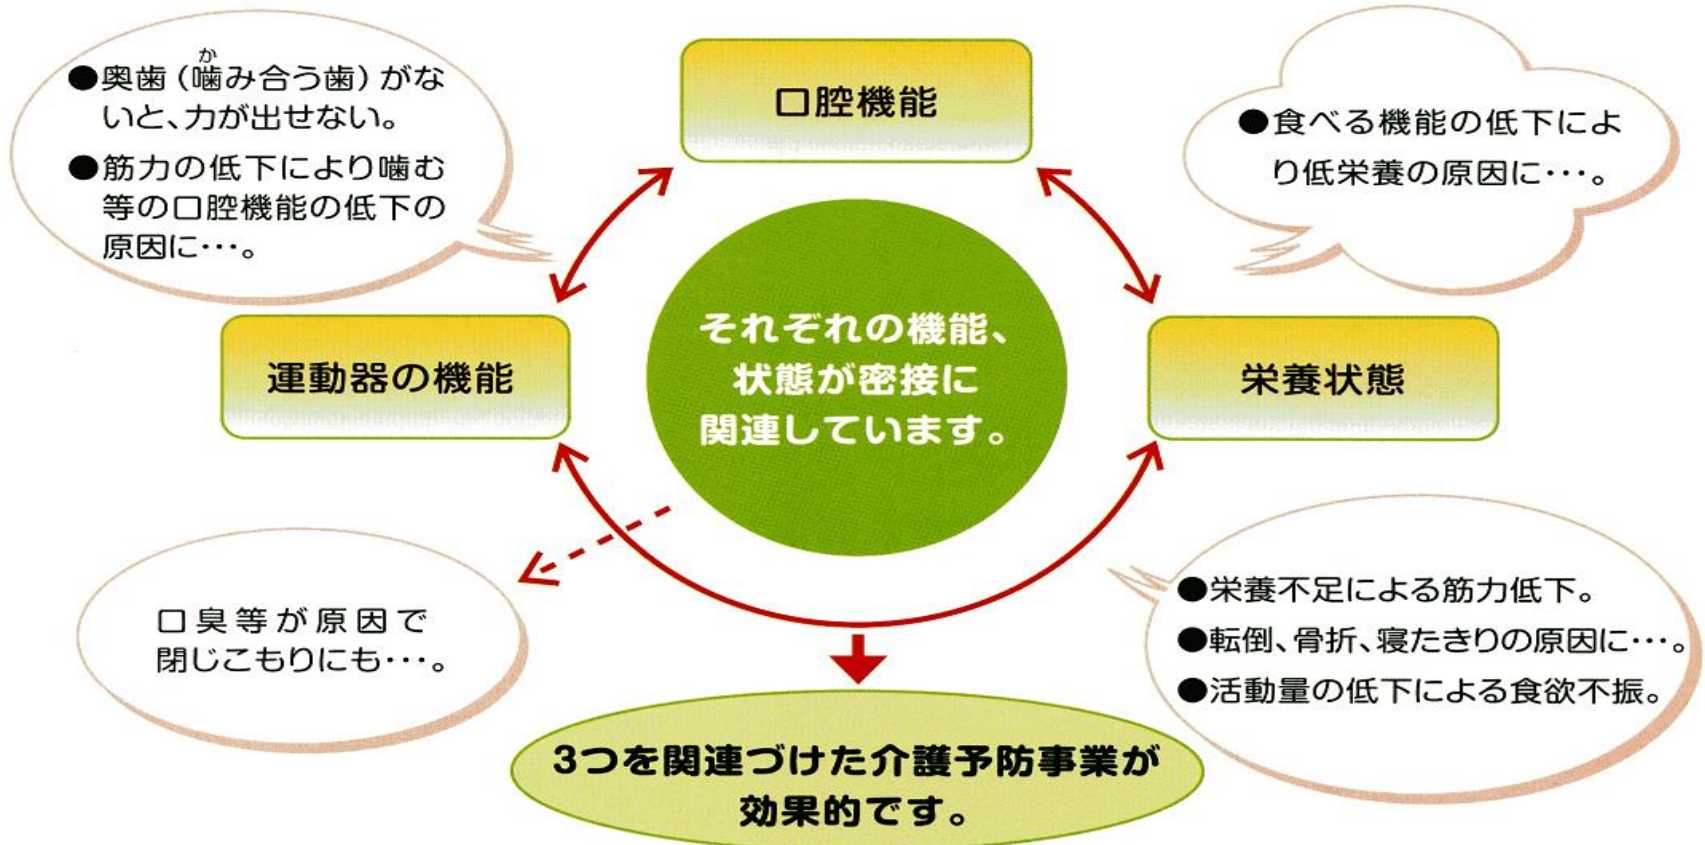 口腔機能
か
●奥歯（噛み合う歯）がな
いと、力が出せない。
●筋力の低下により噛む
等の口腔機能の低下の
原因に･･･。
●食べる機能の低下によ
り低栄養の原因に･･･。
それぞれの機能、
状態が密接に
関連しています。
運動器の機能
栄養状態
口臭等が原因で
閉じこもりにも･･･。
●栄養不足による筋力低下。
●転倒、骨折、寝たきりの原因に･･･。
●活動量の低下による食欲不振。
3つを関連づけた介護予防事業が
効果的です。